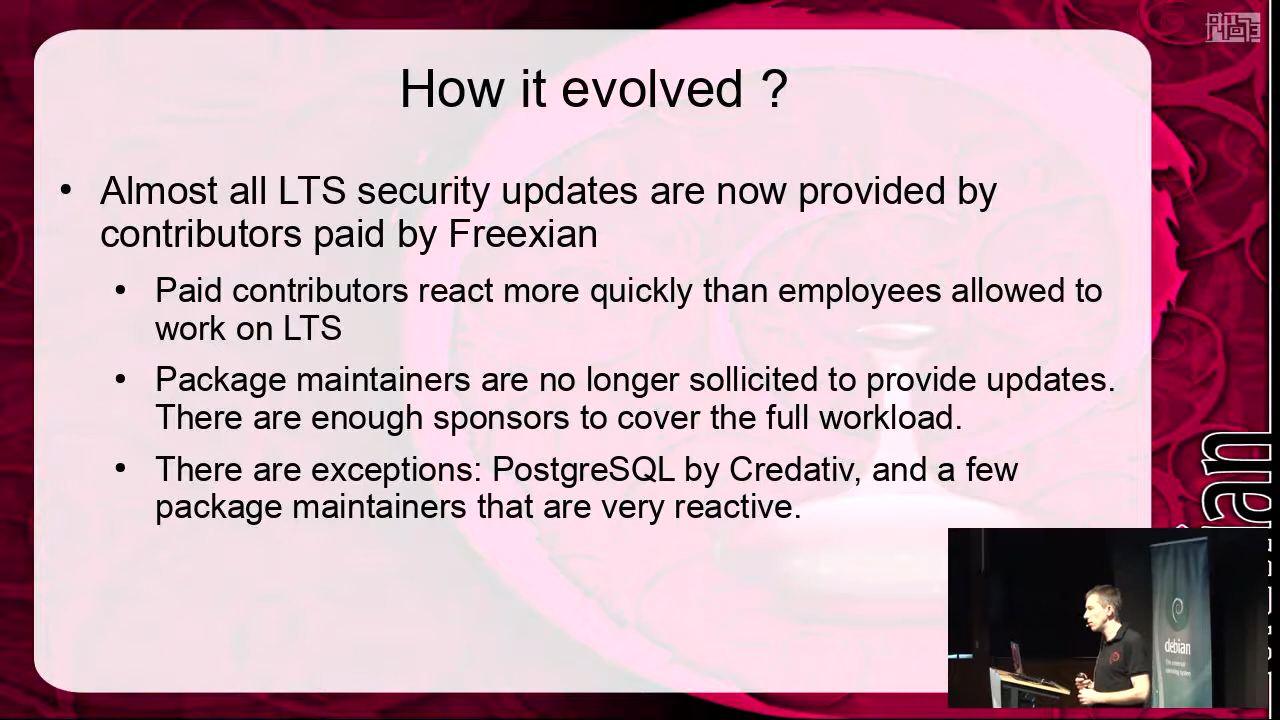 How it evolved ?
• Almost all LTS security updates are now provided by
contributors paid by Freexian
• Paid contributors react more quickly than employees allowed to
work on LTS
• Package maintainers are no longer sollicited to provide updates.
There are enough sponsors to cover the full workload.
• There are exceptions: PostgreSQL by Credativ, and a few
package maintainers that are very reactive.
debian